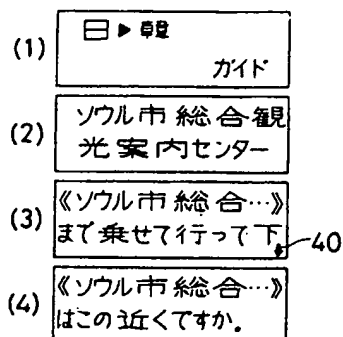 (1)
日▶韓
ガイド
(2)
ソウル市総合観
光案内センター
(3)
《ソウル市総合…》
まで乗せて行って下
40
(4)
《ソウル市総合…》
はこの近くですか.